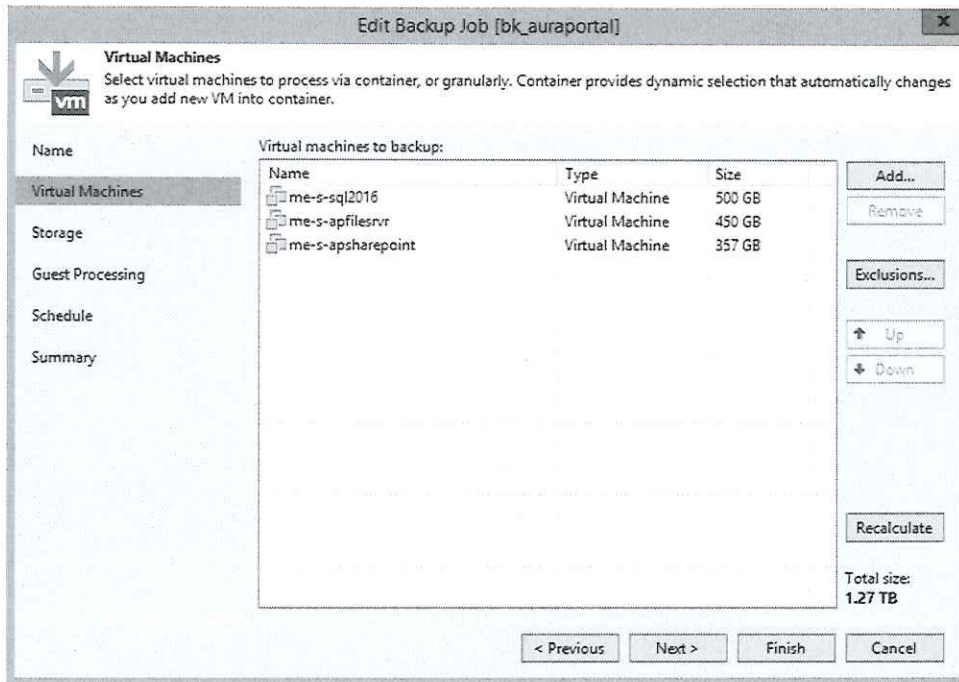 Edit Backup Job [bk_auraportal]
X
Virtual Machines
Select virtual machines to process via container, or granularly. Container provides dynamic selection that automatically changes
as you add new VM into container.
vm
Name
Virtual Machines
Storage
Guest Processing
Schedule
Summary
Virtual machines to backup:
Name Type Size
me-s-sql2016 Virtual Machine 500 GB
me-s-apfilesrvr Virtual Machine 450 GB
me-s-apsharepoint Virtual Machine 357 GB
Add...
Remove
Exclusions...
Up
Down
Recalculate
Total size:
1.27 TB
< Previous Next > Finish Cancel